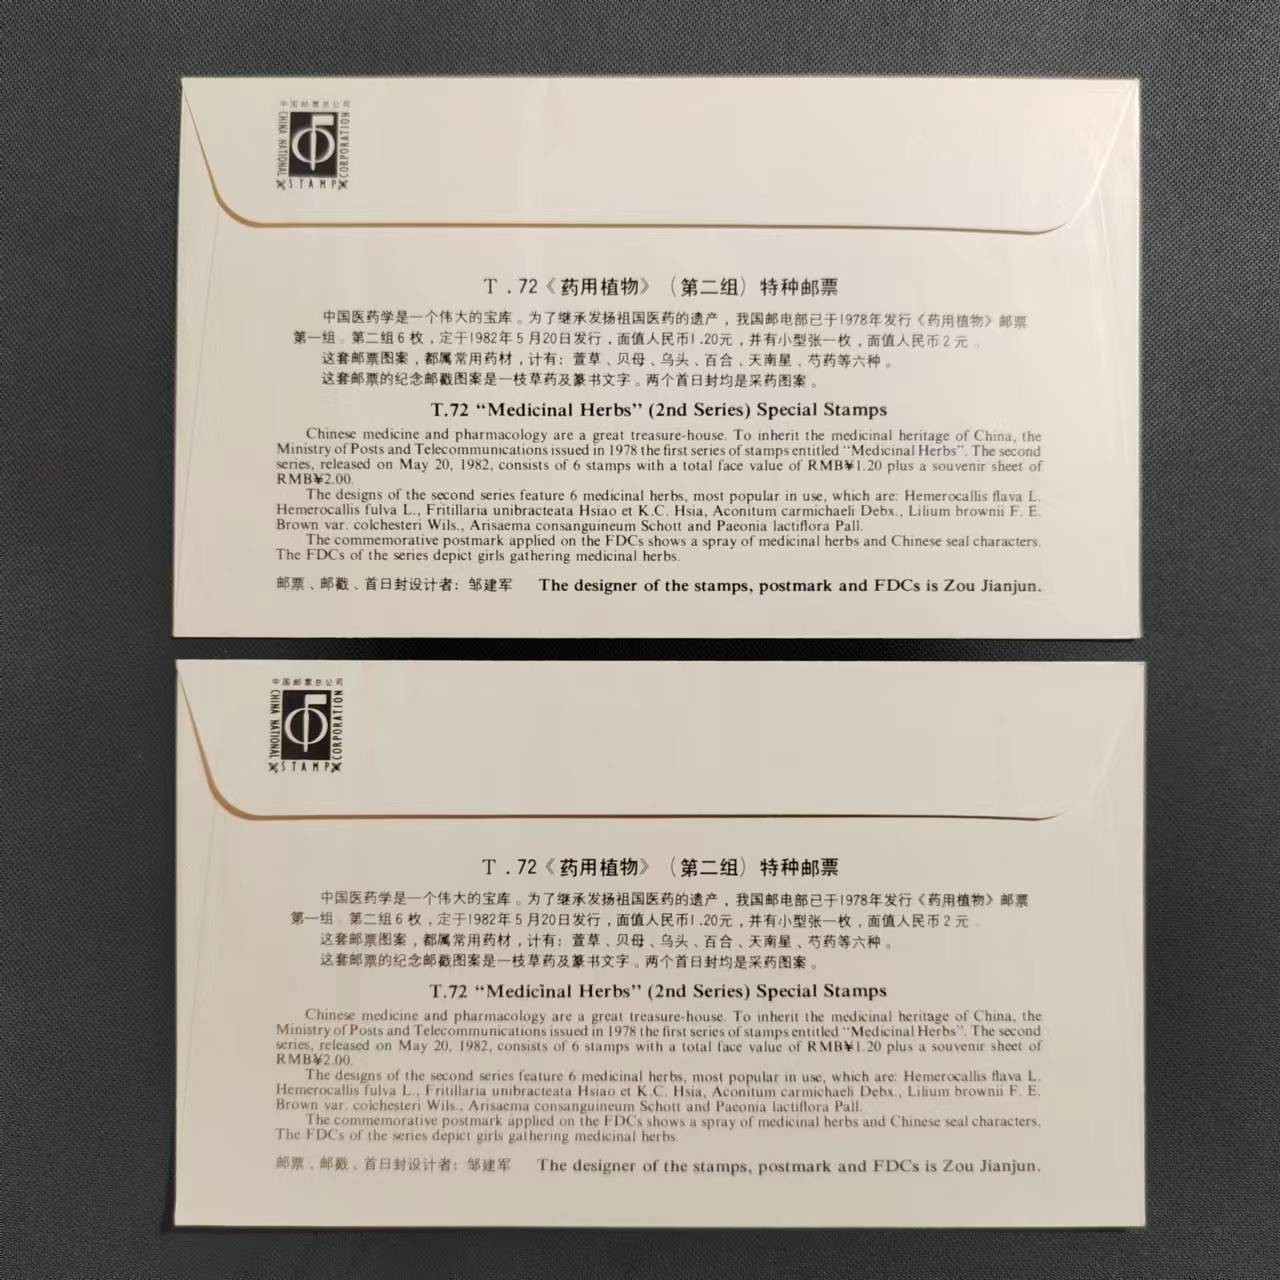 中国邮票总公司
CHINA NATIONAL
STAMP
CORPORATION
T.72《药用植物》(第二组)特种邮票
中国医药学是一个伟大的宝库。为了继承发扬祖国医药的遗产,我国邮电部已于1978年发行《药用植物》邮票
第一组。第二组6枚,定于1982年5月20日发行,面值人民币1.20元,并有小型张一枚,面值人民币2元。
这套邮票图案,都属常用药材,计有:萱草、贝母、乌头、百合、天南星、芍药等六种。
这套邮票的纪念邮戳图案是一枝草药及篆书文字。两个首日封均是采药图案。
T.72 “Medicinal Herbs” (2nd Series) Special Stamps
Chinese medicine and pharmacology are a great treasure-house. To inherit the medicinal heritage of China, the
Ministry of Posts and Telecommunications issued in 1978 the first series of stamps entitled “Medicinal Herbs”. The second
series, released on May 20, 1982, consists of 6 stamps with a total face value of RMB¥1.20 plus a souvenir sheet of
RMB¥2.00.
The designs of the second series feature 6 medicinal herbs, most popular in use, which are: Hemerocallis flava L.
Hemerocallis fulva L., Fritillaria unibracteata Hsiao et K.C. Hsia, Aconitum carmichaeli Debx., Lilium brownii F. E.
Brown var. colchesteri Wils., Arisaema consanguineum Schott and Paeonia lactiflora Pall.
The commemorative postmark applied on the FDCs shows a spray of medicinal herbs and Chinese seal characters.
The FDCs of the series depict girls gathering medicinal herbs.
邮票、邮戳、首日封设计者:邹建军 The designer of the stamps, postmark and FDCs is Zou Jianjun.
中国邮票总公司
CHINA NATIONAL
STAMP
CORPORATION
T.72《药用植物》(第二组)特种邮票
中国医药学是一个伟大的宝库。为了继承发扬祖国医药的遗产,我国邮电部已于1978年发行《药用植物》邮票
第一组。第二组6枚,定于1982年5月20日发行,面值人民币1.20元,并有小型张一枚,面值人民币2元。
这套邮票图案,都属常用药材,计有:萱草、贝母、乌头、百合、天南星、芍药等六种。
这套邮票的纪念邮戳图案是一枝草药及篆书文字。两个首日封均是采药图案。
T.72 “Medicinal Herbs” (2nd Series) Special Stamps
Chinese medicine and pharmacology are a great treasure-house. To inherit the medicinal heritage of China, the
Ministry of Posts and Telecommunications issued in 1978 the first series of stamps entitled “Medicinal Herbs”. The second
series, released on May 20, 1982, consists of 6 stamps with a total face value of RMB¥1.20 plus a souvenir sheet of
RMB¥2.00.
The designs of the second series feature 6 medicinal herbs, most popular in use, which are: Hemerocallis flava L.
Hemerocallis fulva L., Fritillaria unibracteata Hsiao et K.C. Hsia, Aconitum carmichaeli Debx., Lilium brownii F. E.
Brown var. colchesteri Wils., Arisaema consanguineum Schott and Paeonia lactiflora Pall.
The commemorative postmark applied on the FDCs shows a spray of medicinal herbs and Chinese seal characters.
The FDCs of the series depict girls gathering medicinal herbs.
邮票、邮戳、首日封设计者:邹建军 The designer of the stamps, postmark and FDCs is Zou Jianjun.